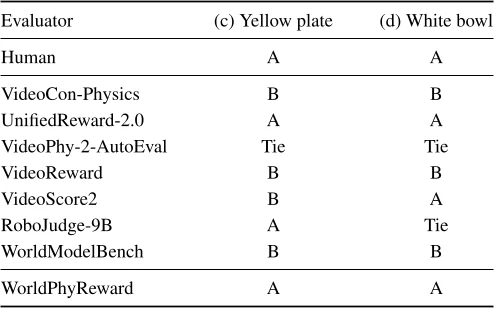 Evaluator (c) Yellow plate (d) White bowl
Human A A
VideoCon-Physics B B
UnifiedReward-2.0 A A
VideoPhy-2-AutoEval Tie Tie
VideoReward B B
VideoScore2 B A
RoboJudge-9B A Tie
WorldModelBench B B
WorldPhyReward A A